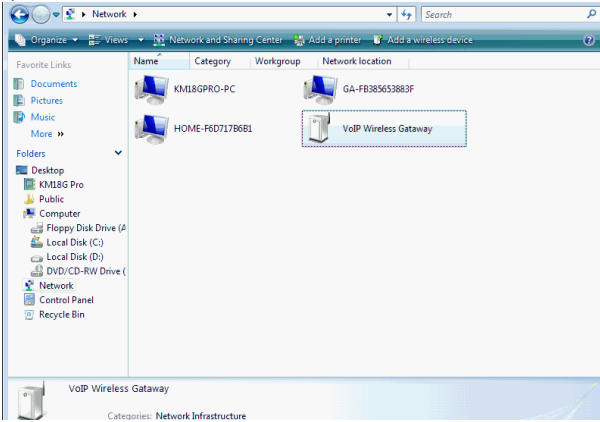 Network
Search
Organize Views Network and Sharing Center Add a printer Add a wireless device
Favorite Links
Documents
Pictures
Music
More »
Folders
Desktop
KM18G Pro
Public
Computer
Floppy Disk Drive (A
Local Disk (C:)
Local Disk (D:)
DVD/CD-RW Drive (
Network
Control Panel
Recycle Bin
Name Category Workgroup Network location
KM18GPRO-PC GA-FB385653883F
HOME-F6D717B6B1 VoIP Wireless Gataway
VoIP Wireless Gataway
Categories: Network Infrastructure